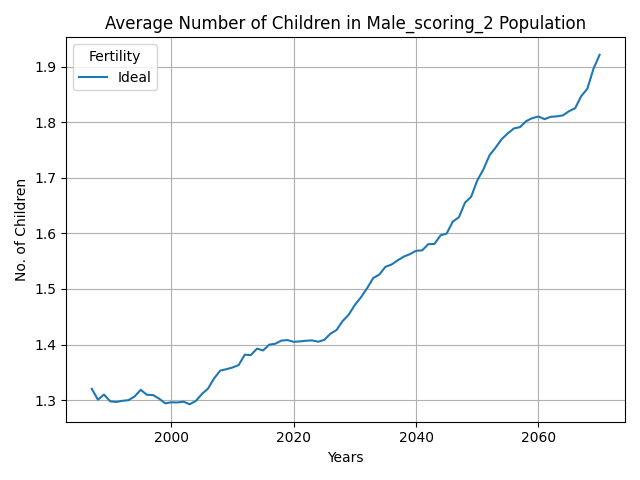 Average Number of Children in Male_scoring_2 Population
Fertility
Ideal
No. of Children
1.9
1.8
1.7
1.6
1.5
1.4
1.3
2000
2020
2040
2060
Years